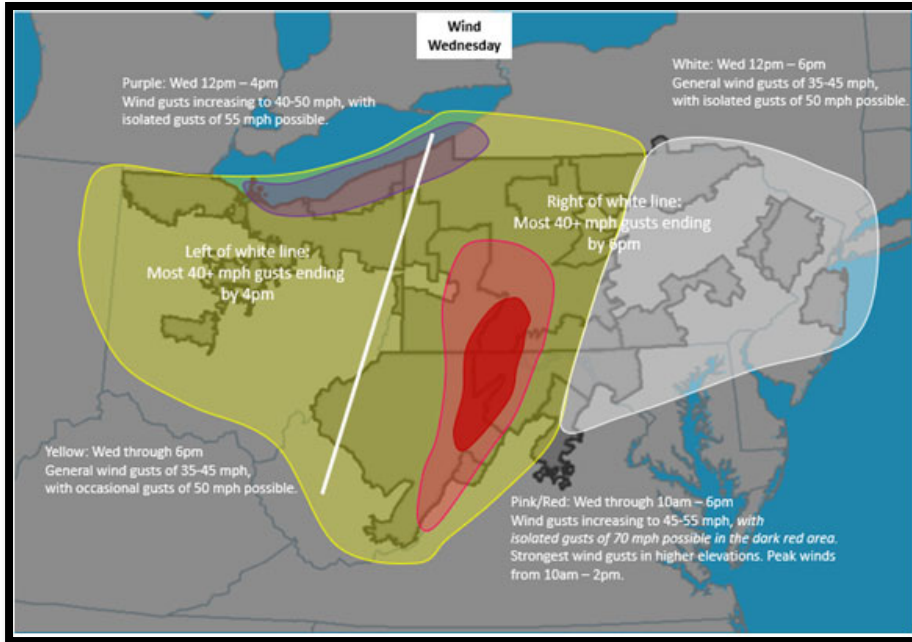 Wind
Wednesday
Purple: Wed 12pm – 4pm
Wind gusts increasing to 40-50 mph, with
isolated gusts of 55 mph possible.
White: Wed 12pm – 6pm
General wind gusts of 35-45 mph,
with isolated gusts of 50 mph possible.
Left of white line:
Most 40+ mph gusts ending
by 4pm
Right of white line:
Most 40+ mph gusts ending
by 6pm
Yellow: Wed through 6pm
General wind gusts of 35-45 mph,
with occasional gusts of 50 mph possible.
Pink/Red: Wed through 10am – 6pm
Wind gusts increasing to 45-55 mph, with
isolated gusts of 70 mph possible in the dark red area.
Strongest wind gusts in higher elevations. Peak winds
from 10am – 2pm.